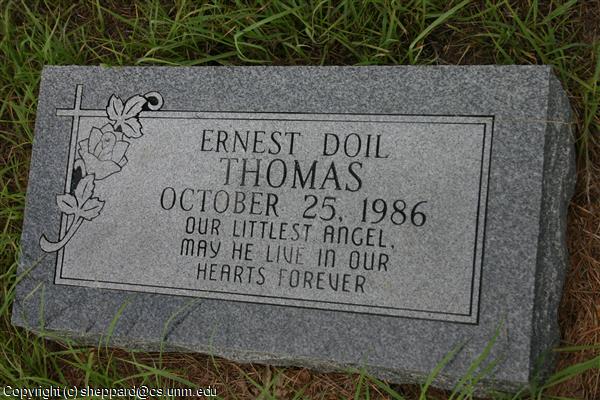 ERNEST DOIL
THOMAS
OCTOBER 25, 1986
OUR LITTLEST ANGEL,
MAY HE LIVE IN OUR
HEARTS FOREVER
Copyright (c) sheppard@cs.unm.edu